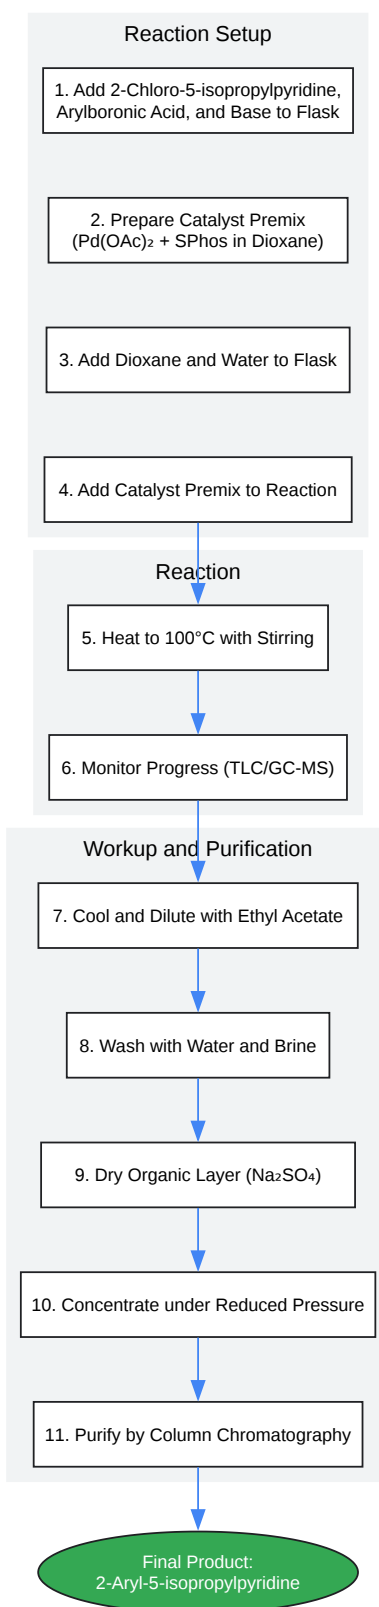 Reaction Setup
1. Add 2-Chloro-5-isopropylpyridine,
Arylboronic Acid, and Base to Flask
2. Prepare Catalyst Premix
(Pd(OAc)₂ + SPhos in Dioxane)
3. Add Dioxane and Water to Flask
4. Add Catalyst Premix to Reaction
Reaction
5. Heat to 100°C with Stirring
6. Monitor Progress (TLC/GC-MS)
Workup and Purification
7. Cool and Dilute with Ethyl Acetate
8. Wash with Water and Brine
9. Dry Organic Layer (Na₂SO₄)
10. Concentrate under Reduced Pressure
11. Purify by Column Chromatography
Final Product:
2-Aryl-5-isopropylpyridine